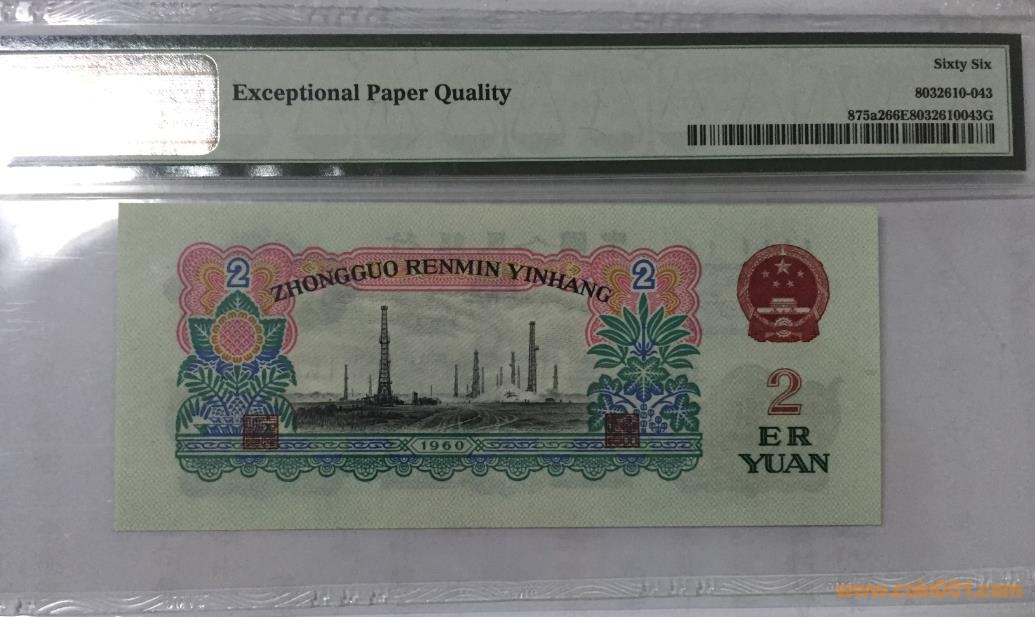 Sixty Six
Exceptional Paper Quality
8032610-043
875a266E8032610043G
2
ZHONGGUO RENMIN YINHANG
2
2
ER
YUAN
1960
www.coin001.com